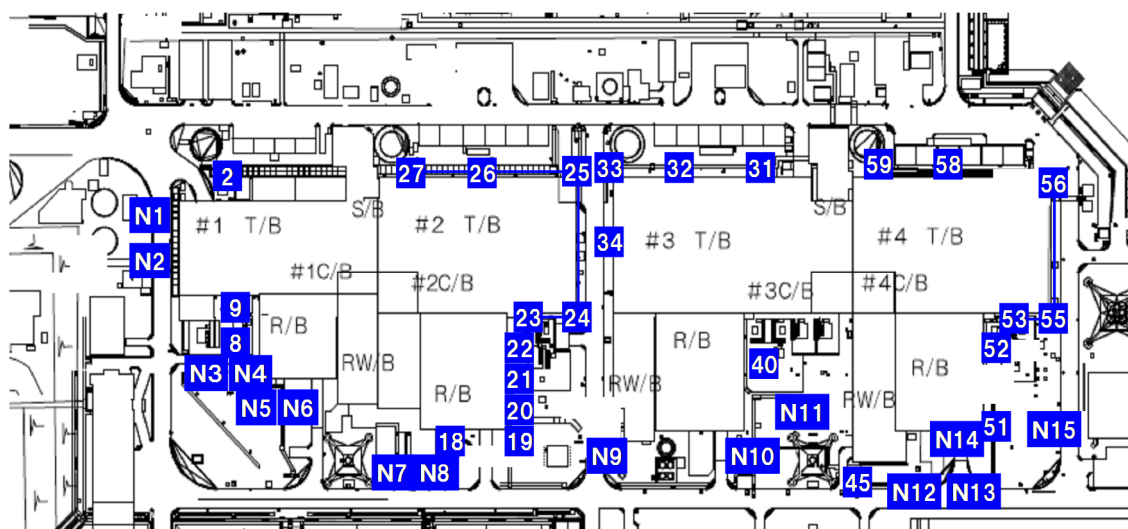 2
27
26
25
33
32
31
59
58
56
N1
#1 T/B
S/B
#2 T/B
34
#3 T/B
S/B
#4 T/B
N2
#1C/B
#2C/B
#3C/B
#4C/B
9
R/B
23
24
53
55
8
22
R/B
52
N3
N4
RW/B
21
RW/B
40
R/B
N5
N6
R/B
20
N11
RW/B
18
19
N14
51
N15
N7
N8
N9
N10
45
N12
N13